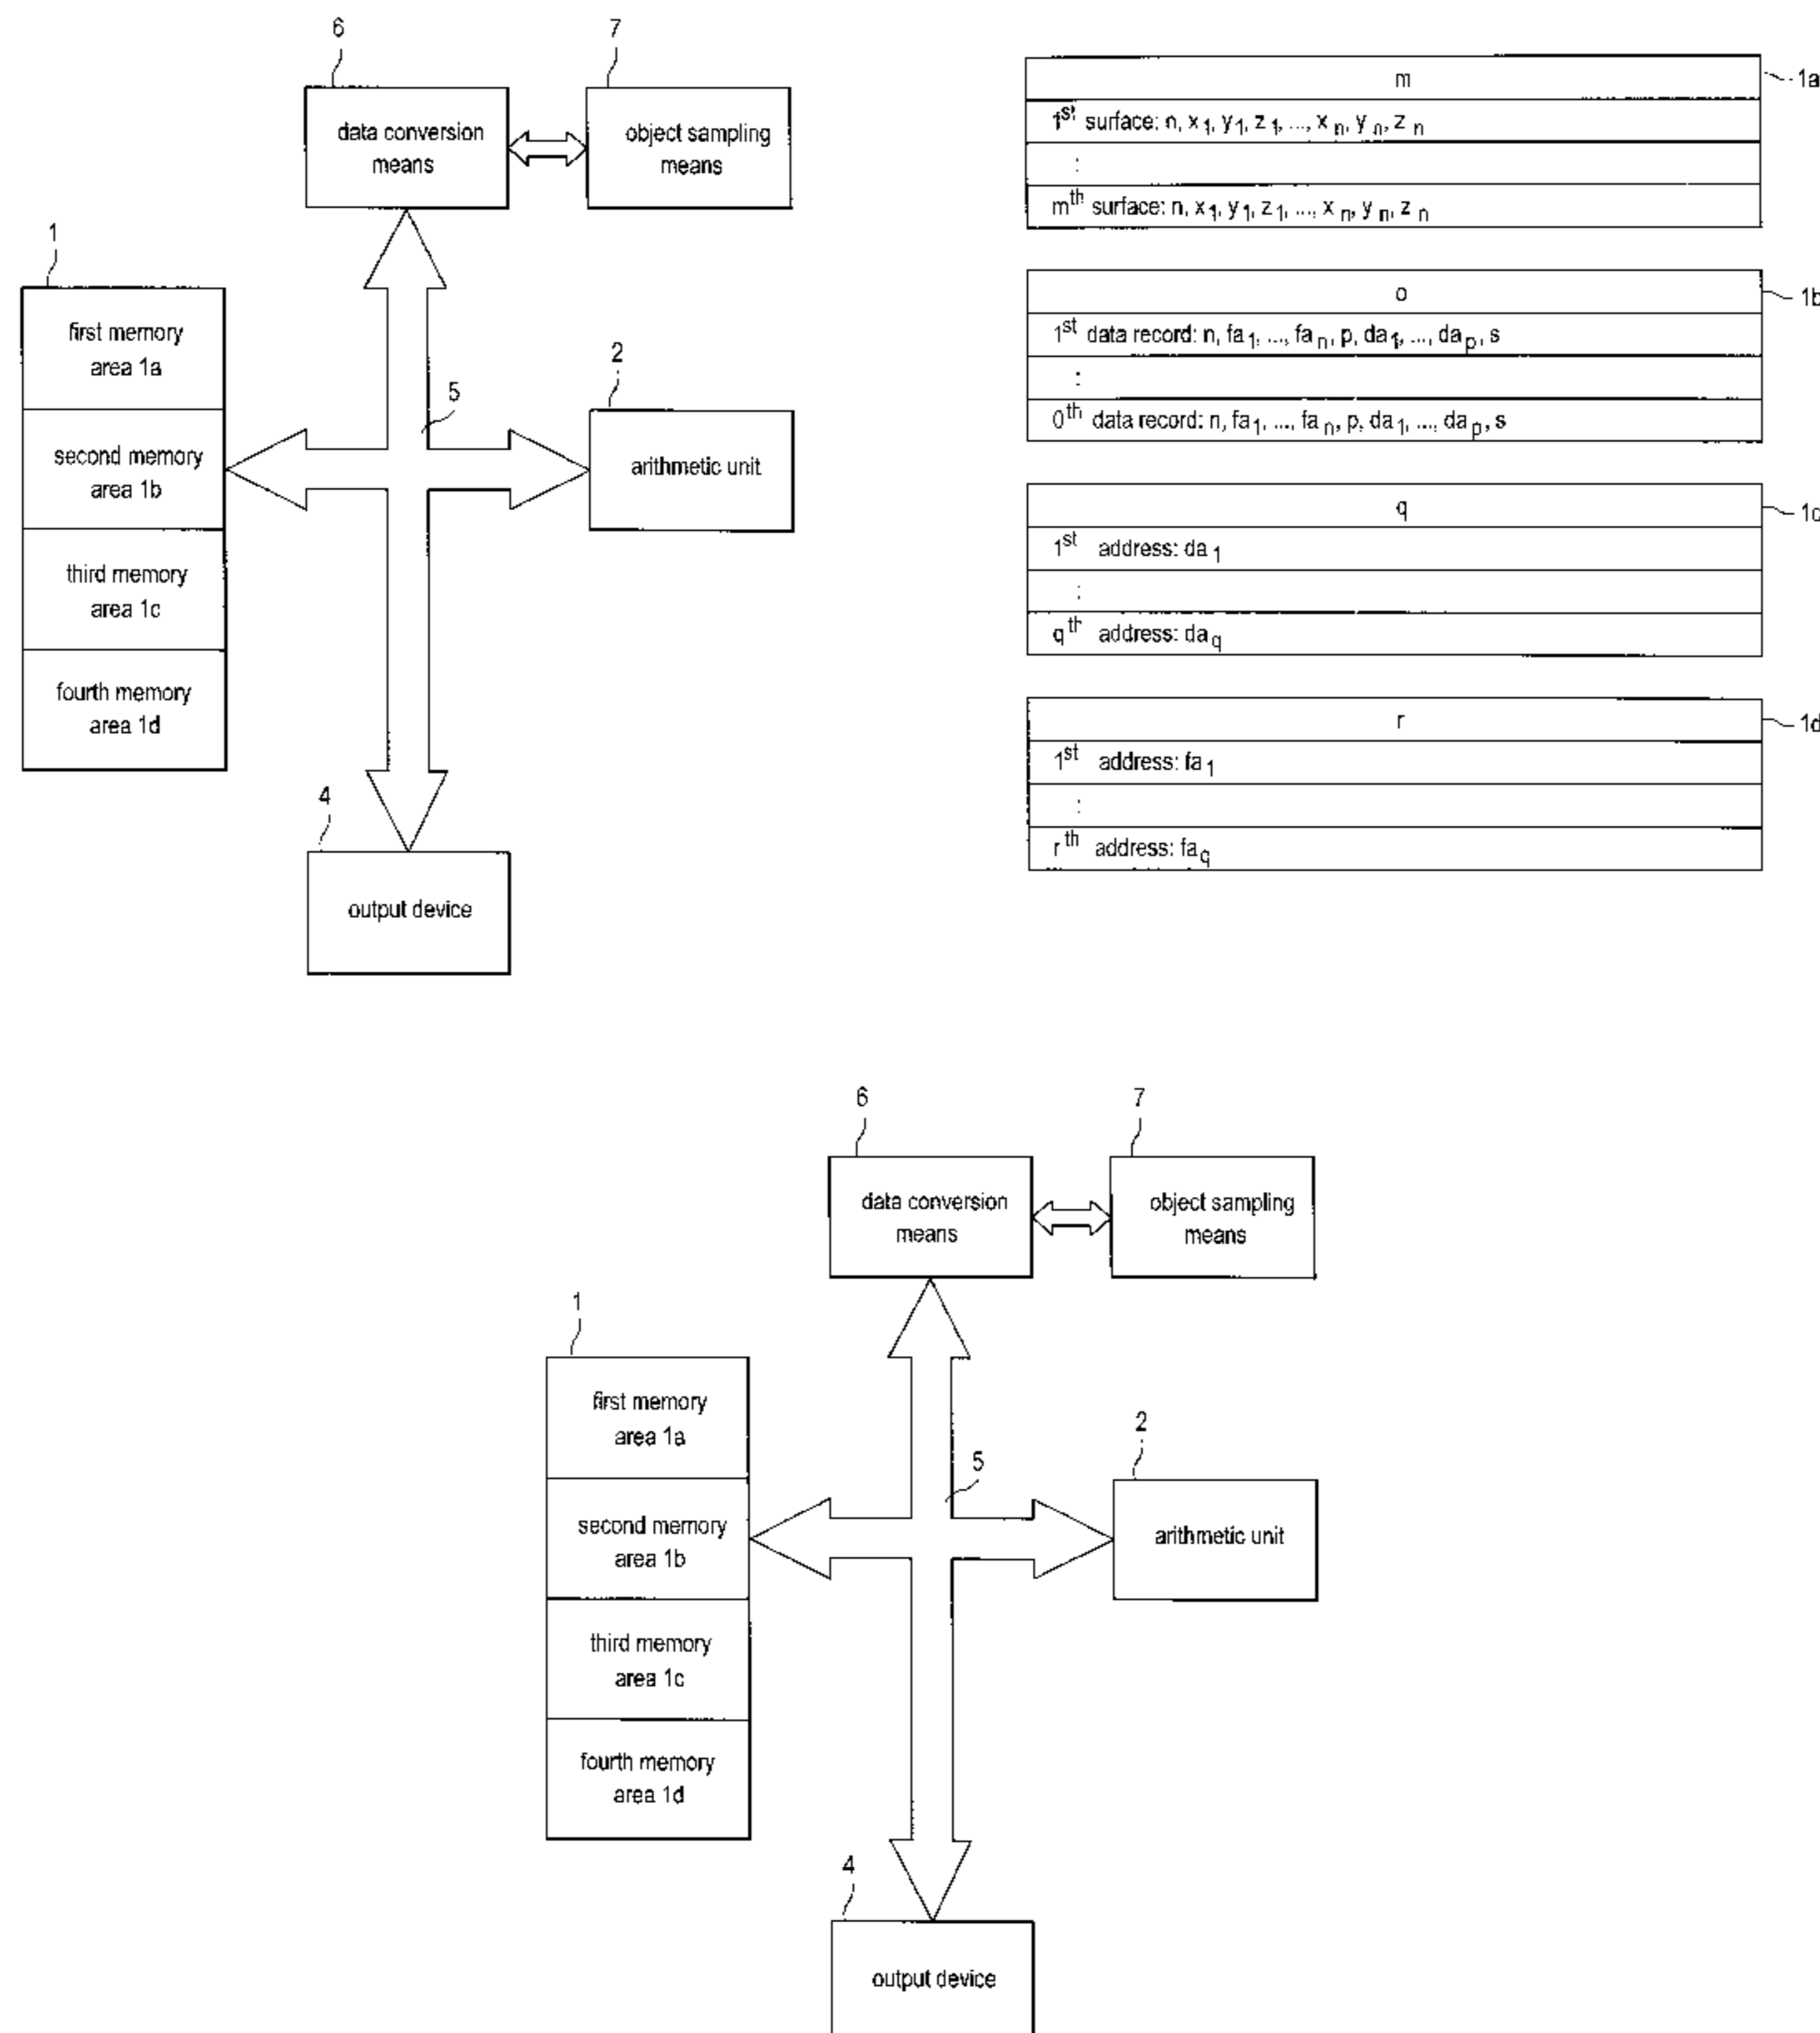 6
7
data conversion
means
object sampling
means
1
first memory
area 1a
second memory
area 1b
third memory
area 1c
fourth memory
area 1d
5
2
arithmetic unit
4
output device
m
1a
1st surface: n, x1, y1, z1, ..., xn, yn, zn
:
mth surface: n, x1, y1, z1, ..., xn, yn, zn
o
1b
1st data record: n, fa1, ..., fan, p, da1, ..., dap, s
:
0th data record: n, fa1, ..., fan, p, da1, ..., dap, s
q
1c
1st address: da1
:
qth address: daq
r
1d
1st address: fa1
:
rth address: faq
6
7
data conversion
means
object sampling
means
1
first memory
area 1a
second memory
area 1b
third memory
area 1c
fourth memory
area 1d
5
2
arithmetic unit
4
output device